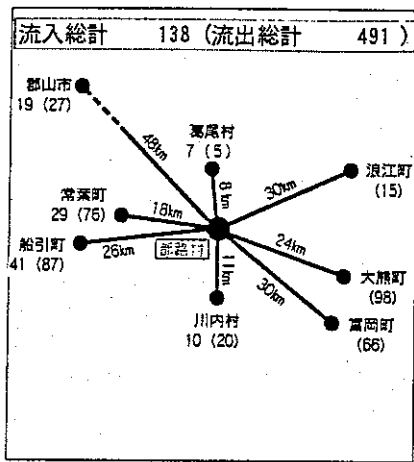 流入総計 138 (流出総計 491)
郡山市
19 (27)
48km
葛尾村
7 (5)
8km
30km
浪江町
(15)
常葉町
29 (76)
18km
船引町
41 (87)
26km
都路村
24km
大熊町
(98)
11km
30km
富岡町
(66)
川内村
10 (20)